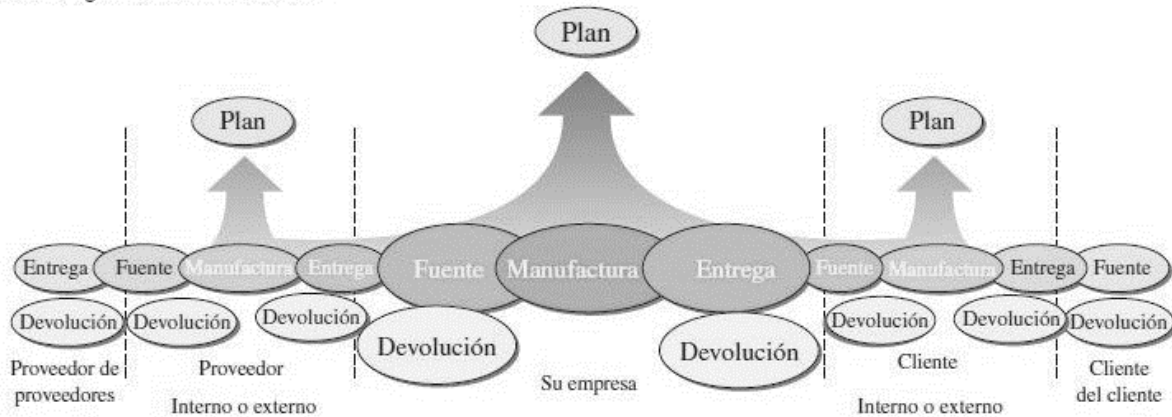 Plan
Plan
Plan
Entrega Fuente Manufactura Entrega Fuente Manufactura Entrega Fuente Manufactura Entrega Fuente
Devolución Devolución Devolución Devolución Devolución Devolución Devolución Devolución
Proveedor de
proveedores
Proveedor
Su empresa
Cliente
Cliente
del cliente
Interno o externo
Interno o externo